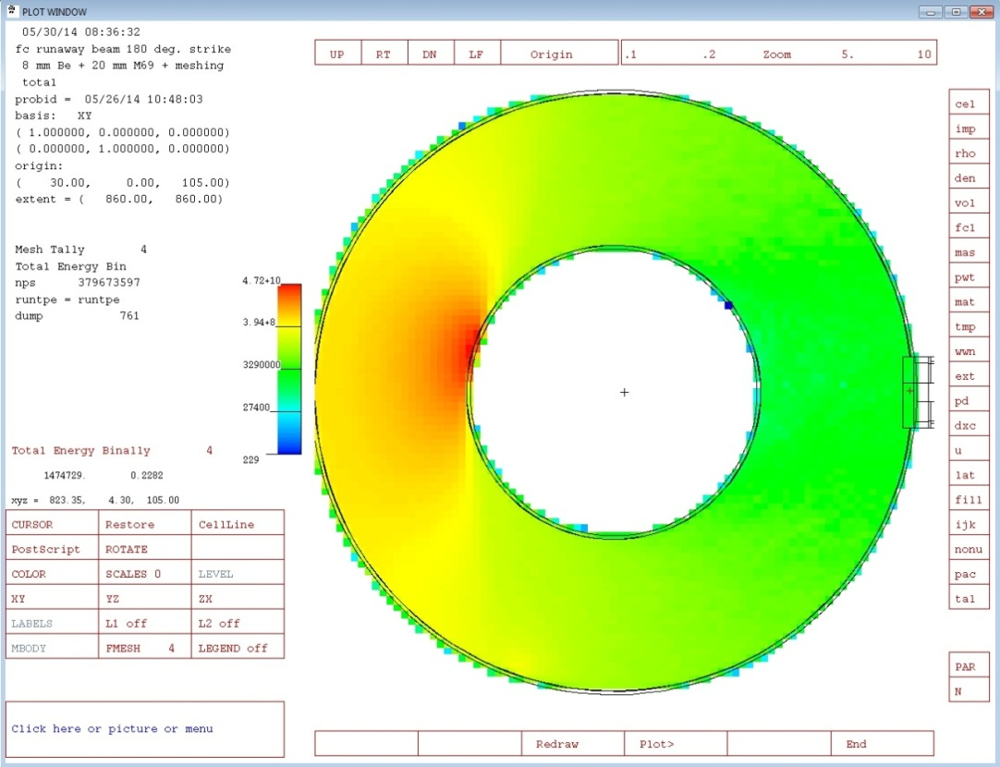 PLOT WINDOW
05/30/14 08:36:32
fc runaway beam 180 deg. strike
8 mm Be + 20 mm M69 + meshing
total
probid = 05/26/14 10:48:03
basis: XY
( 1.000000, 0.000000, 0.000000)
( 0.000000, 1.000000, 0.000000)
origin:
( 30.00, 0.00, 105.00)
extent = ( 860.00, 860.00)
UP RT DN LF Origin .1 .2 Zoom 5. 10
Mesh Tally 4
Total Energy Bin
nps 379673597
runtpe = runtpe
dump 761
4.72+10
3.94+8
3290000
27400
229
Total Energy Binally 4
1474729. 0.2282
xyz = 823.35, 4.30, 105.00
CURSOR Restore CellLine
PostScript ROTATE
COLOR SCALES 0 LEVEL
XY YZ ZX
LABELS L1 off L2 off
MBODY FMESH 4 LEGEND off
Click here or picture or menu
cel
imp
rho
den
vol
fcl
mas
pwt
mat
tmp
wwn
ext
pd
dxc
u
lat
fill
ijk
nonu
pac
tal
PAR
N
Redraw Plot> End